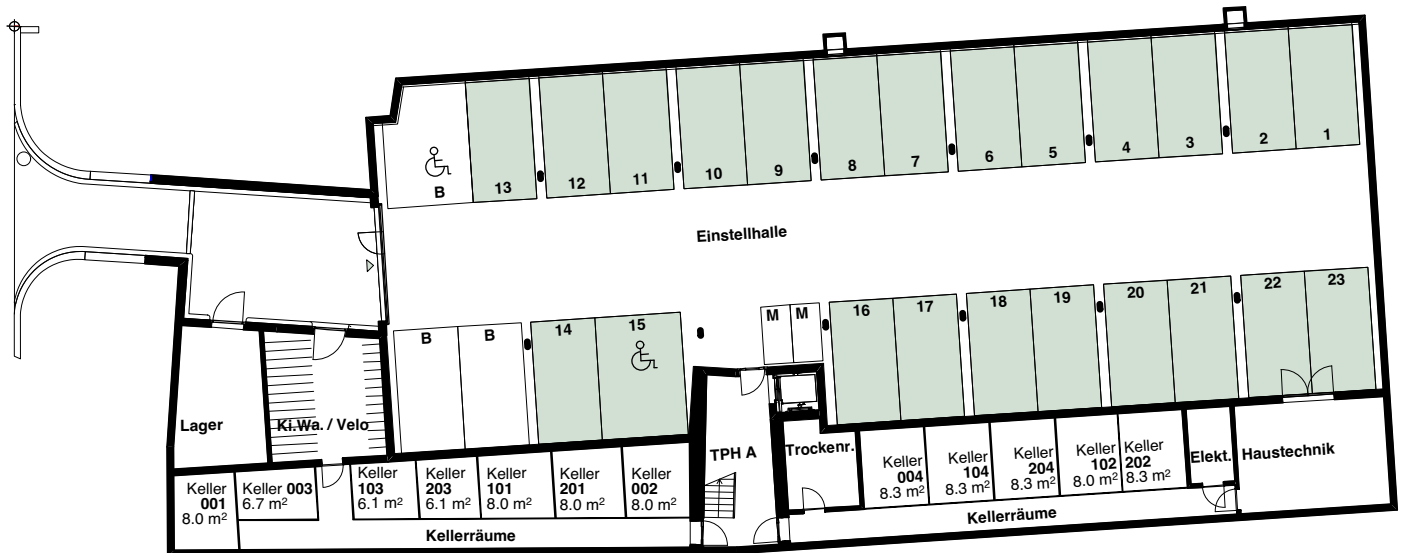 B
13
12
11
10
9
8
7
6
5
4
3
2
1
Einstellhalle
B
B
14
15
M
M
16
17
18
19
20
21
22
23
Lager
Ki.Wa. / Velo
TPH A
Trockenr.
Elekt.
Haustechnik
Keller
001
8.0 m²
Keller 003
6.7 m²
Keller
103
6.1 m²
Keller
203
6.1 m²
Keller
101
8.0 m²
Keller
201
8.0 m²
Keller
002
8.0 m²
Keller
004
8.3 m²
Keller
104
8.3 m²
Keller
204
8.3 m²
Keller
102
8.0 m²
Keller
202
8.3 m²
Kellerräume
Kellerräume